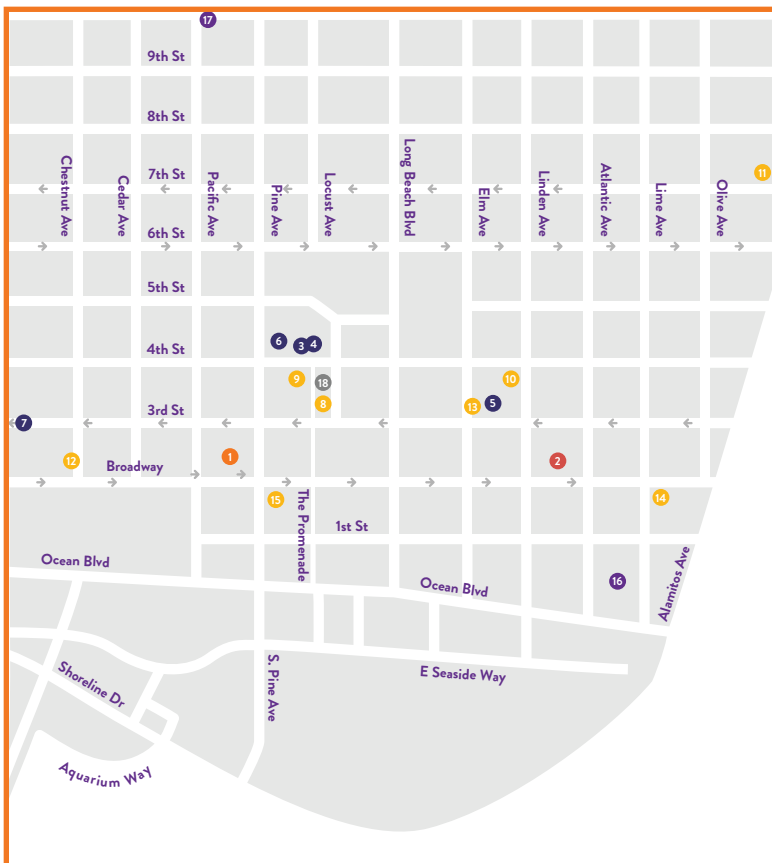 17
9th St
8th St
7th St
11
Chestnut Ave
Cedar Ave
Pacific Ave
Pine Ave
Locust Ave
Long Beach Blvd
Elm Ave
Linden Ave
Atlantic Ave
Lime Ave
Olive Ave
6th St
5th St
6
3
4
4th St
9
18
10
8
13
5
3rd St
7
12
Broadway
1
2
15
The Promenade
14
1st St
Ocean Blvd
Ocean Blvd
16
Alamitos Ave
S. Pine Ave
E Seaside Way
Shoreline Dr
Aquarium Way